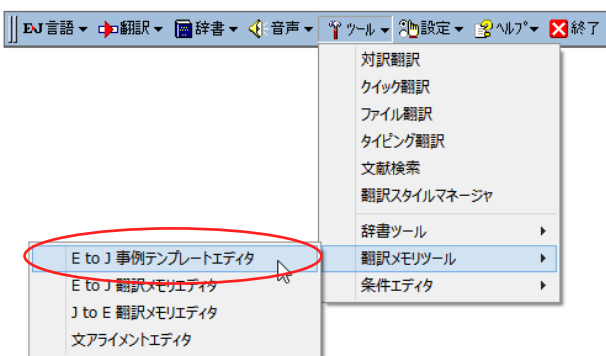 EJ 言語 翻訳 辞書 音声 ツール 設定 ヘルプ 終了
対訳翻訳
クイック翻訳
ファイル翻訳
タイピング翻訳
文献検索
翻訳スタイルマネージャ
辞書ツール
翻訳メモリツール
条件エディタ
E to J 事例テンプレートエディタ
E to J 翻訳メモリエディタ
J to E 翻訳メモリエディタ
文アライメントエディタ